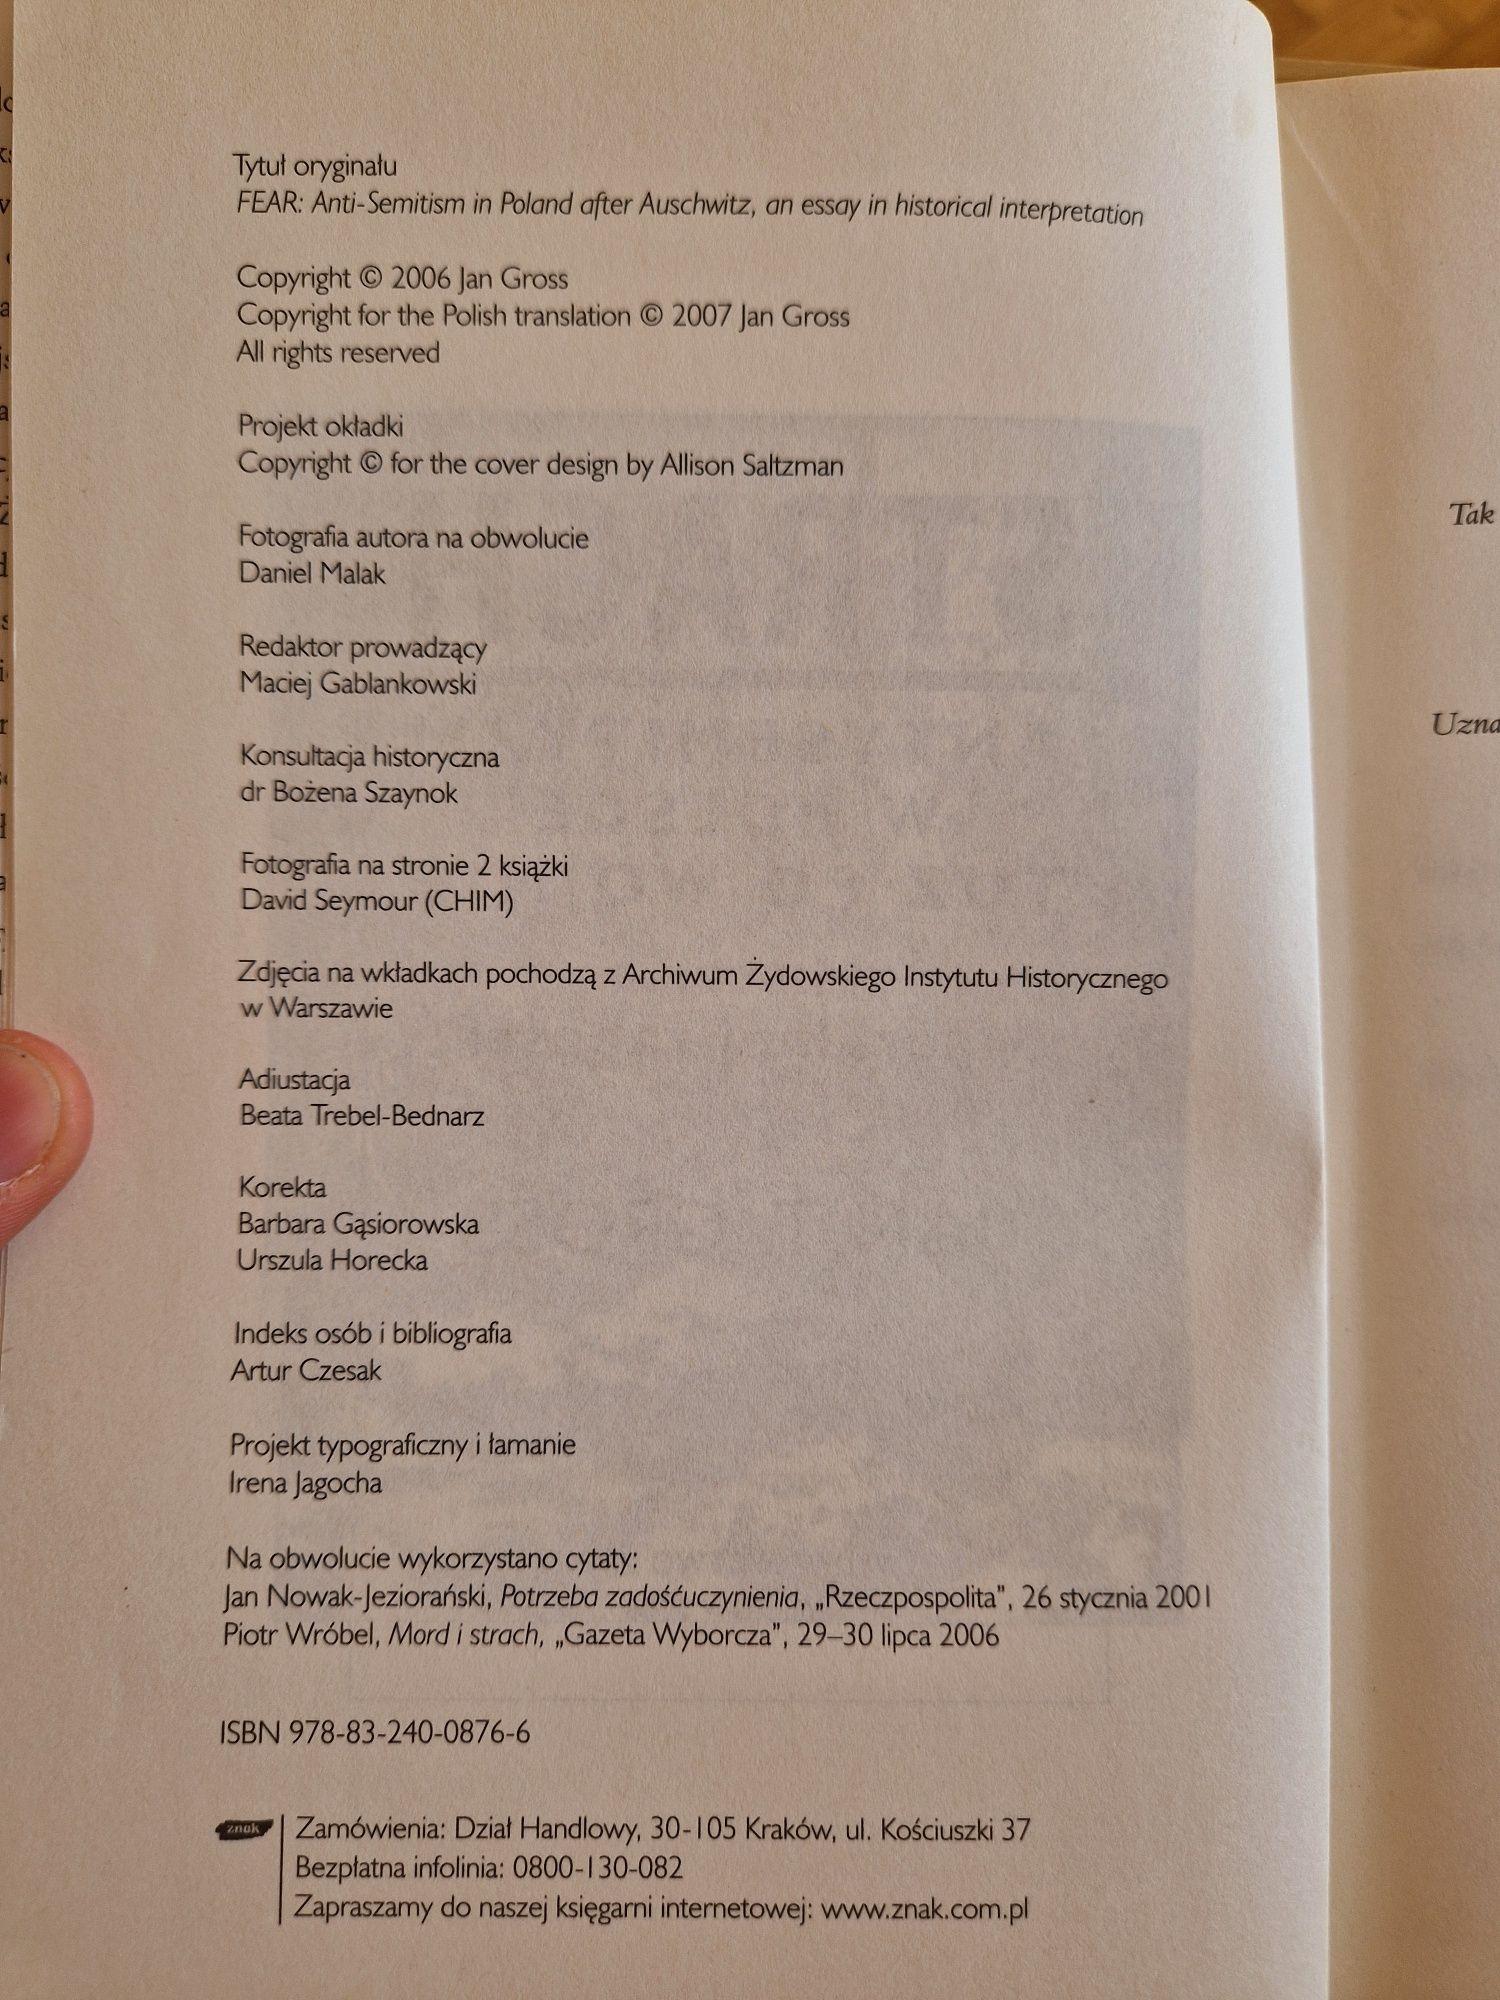 Tytuł oryginału
FEAR: Anti-Semitism in Poland after Auschwitz, an essay in historical interpretation
Copyright © 2006 Jan Gross
Copyright for the Polish translation © 2007 Jan Gross
All rights reserved
Projekt okładki
Copyright © for the cover design by Allison Saltzman
Fotografia autora na obwolucie
Daniel Malak
Redaktor prowadzący
Maciej Gablankowski
Konsultacja historyczna
dr Bożena Szaynok
Fotografia na stronie 2 książki
David Seymour (CHIM)
Zdjęcia na wkładkach pochodzą z Archiwum Żydowskiego Instytutu Historycznego
w Warszawie
Adiustacja
Beata Trebel-Bednarz
Korekta
Barbara Gąsiorowska
Urszula Horecka
Indeks osób i bibliografia
Artur Czesak
Projekt typograficzny i łamanie
Irena Jagocha
Na obwolucie wykorzystano cytaty:
Jan Nowak-Jeziorański, Potrzeba zadośćuczynienia, „Rzeczpospolita", 26 stycznia 2001
Piotr Wróbel, Mord i strach, „Gazeta Wyborcza", 29–30 lipca 2006
ISBN 978-83-240-0876-6
znak
Zamówienia: Dział Handlowy, 30-105 Kraków, ul. Kościuszki 37
Bezpłatna infolinia: 0800-130-082
Zapraszamy do naszej księgarni internetowej: www.znak.com.pl
Tak